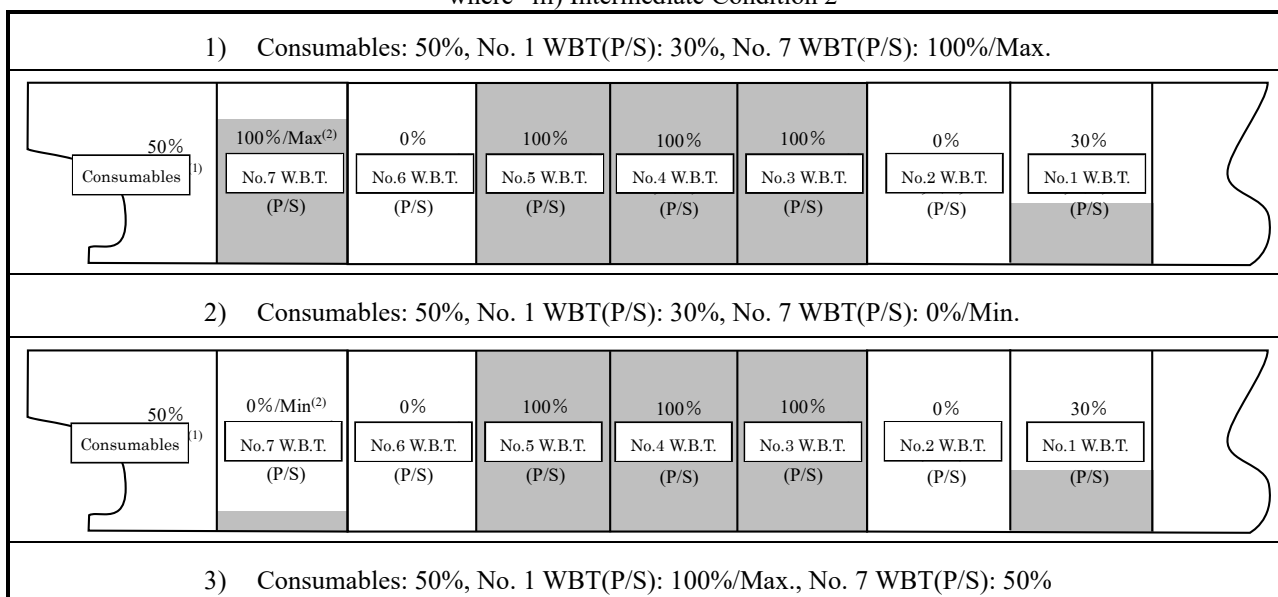 where "III) Intermediate Condition 2"
1) Consumables: 50%, No. 1 WBT(P/S): 30%, No. 7 WBT(P/S): 100%/Max.
50% 100%/Max(2) 0% 100% 100% 100% 0% 30%
Consumables (1) No.7 W.B.T. No.6 W.B.T. No.5 W.B.T. No.4 W.B.T. No.3 W.B.T. No.2 W.B.T. No.1 W.B.T.
(P/S) (P/S) (P/S) (P/S) (P/S) (P/S) (P/S)
2) Consumables: 50%, No. 1 WBT(P/S): 30%, No. 7 WBT(P/S): 0%/Min.
50% 0%/Min(2) 0% 100% 100% 100% 0% 30%
Consumables (1) No.7 W.B.T. No.6 W.B.T. No.5 W.B.T. No.4 W.B.T. No.3 W.B.T. No.2 W.B.T. No.1 W.B.T.
(P/S) (P/S) (P/S) (P/S) (P/S) (P/S) (P/S)
3) Consumables: 50%, No. 1 WBT(P/S): 100%/Max., No. 7 WBT(P/S): 50%